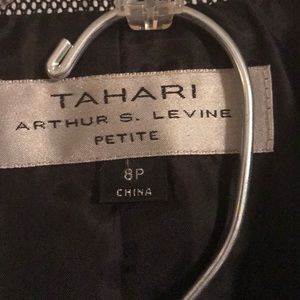 TAHARI
ARTHUR S. LEVINE
PETITE
8P
CHINA